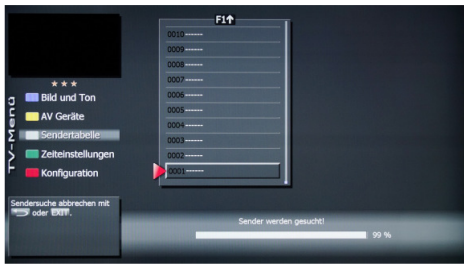 F1↑
0010 ------
0009 ------
0008 ------
0007 ------
0006 ------
0005 ------
0004 ------
0003 ------
0002 ------
0001 ------
TV-Menü
Bild und Ton
AV Geräte
Sendertabelle
Zeiteinstellungen
Konfiguration
Sendersuche abbrechen mit
oder EXIT.
Sender werden gesucht!
99 %